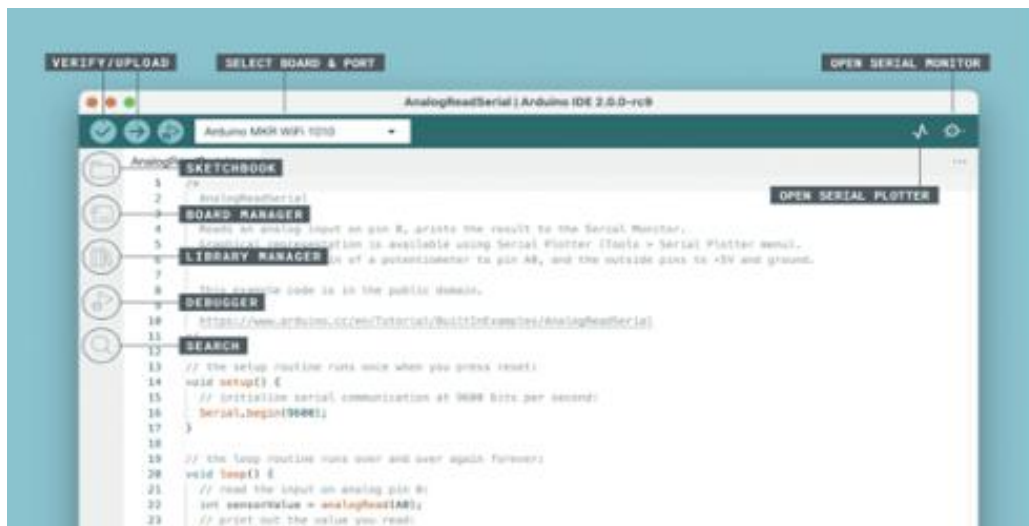 VERIFY/UPLOAD
SELECT BOARD & PORT
OPEN SERIAL MONITOR
AnalogReadSerial | Arduino IDE 2.0.0-rc9
Arduino MKR WiFi 1010
SKETCHBOOK
1 /*
2 AnalogReadSerial
OPEN SERIAL PLOTTER
BOARD MANAGER
4 Reads an analog input on pin 0, prints the result to the Serial Monitor.
5 Graphical representation is available using Serial Plotter (Tools > Serial Plotter menu).
LIBRARY MANAGER
6 of a potentiometer to pin A0, and the outside pins to +5V and ground.
7
8 This example code is in the public domain.
DEBUGGER
9
10 https://www.arduino.cc/en/Tutorial/BuiltInExamples/AnalogReadSerial
11
SEARCH
12
13 // the setup routine runs once when you press reset:
14 void setup() {
15 // initialize serial communication at 9600 bits per second:
16 Serial.begin(9600);
17 }
18
19 // the loop routine runs over and over again forever:
20 void loop() {
21 // read the input on analog pin 0:
22 int sensorValue = analogRead(A0);
23 // print out the value you read: